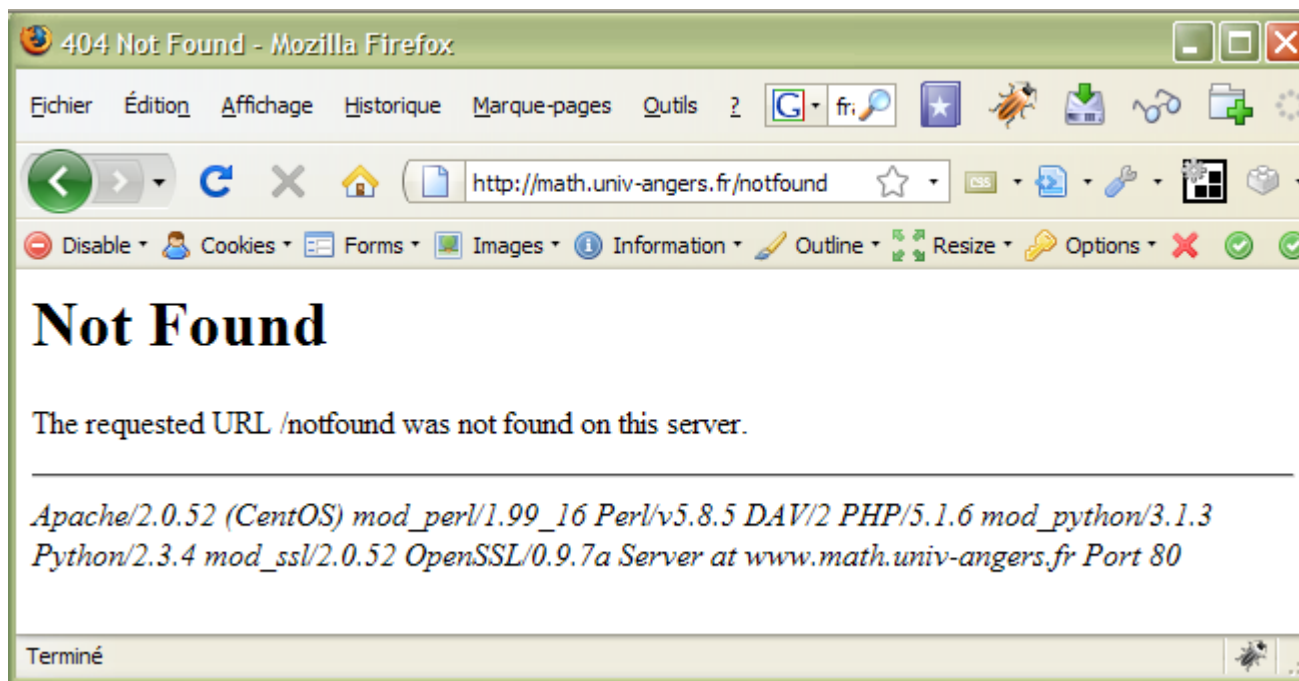 404 Not Found - Mozilla Firefox
Fichier Édition Affichage Historique Marque-pages Outils ? G fr
http://math.univ-angers.fr/notfound CSS
Disable Cookies Forms Images Information Outline Resize Options
Not Found
The requested URL /notfound was not found on this server.
Apache/2.0.52 (CentOS) mod_perl/1.99_16 Perl/v5.8.5 DAV/2 PHP/5.1.6 mod_python/3.1.3
Python/2.3.4 mod_ssl/2.0.52 OpenSSL/0.9.7a Server at www.math.univ-angers.fr Port 80
Terminé